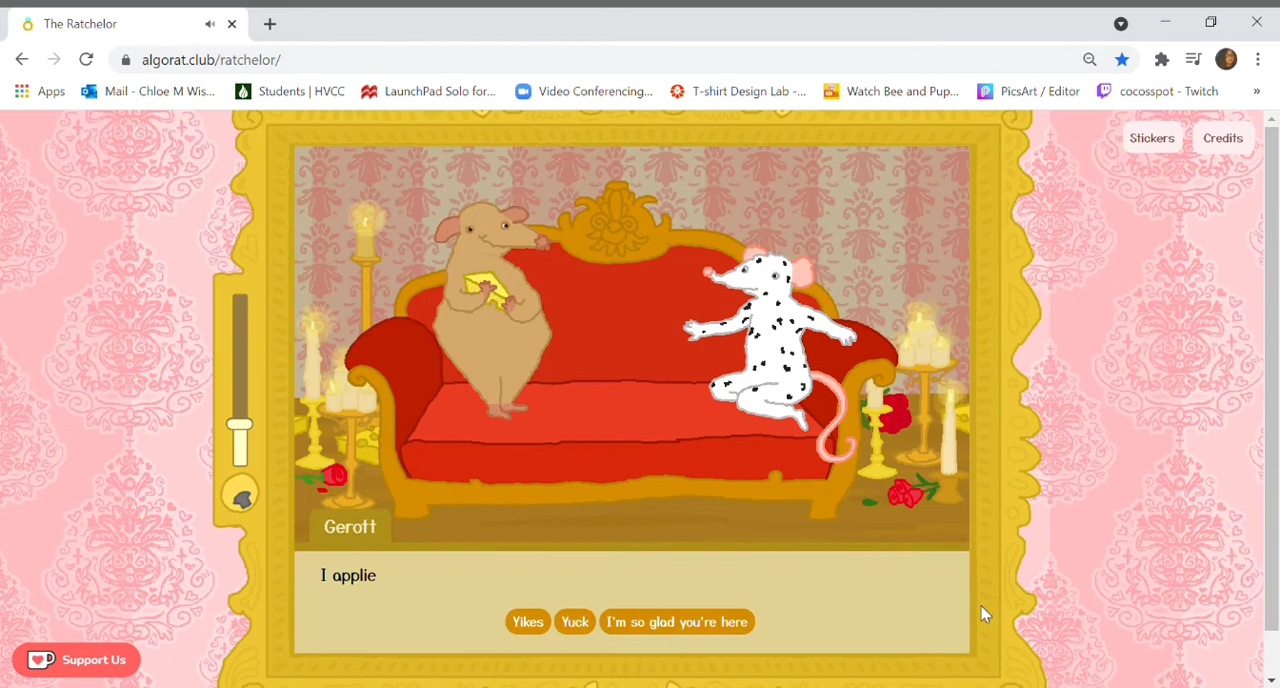 The Ratchelor
algorat.club/ratchelor/
Apps Mail - Chloe M Wis... Students | HVCC LaunchPad Solo for... Video Conferencing... T-shirt Design Lab -... Watch Bee and Pup... PicsArt / Editor cocosspot - Twitch »
Stickers Credits
Gerott
I applie
Yikes Yuck I'm so glad you're here
Support Us